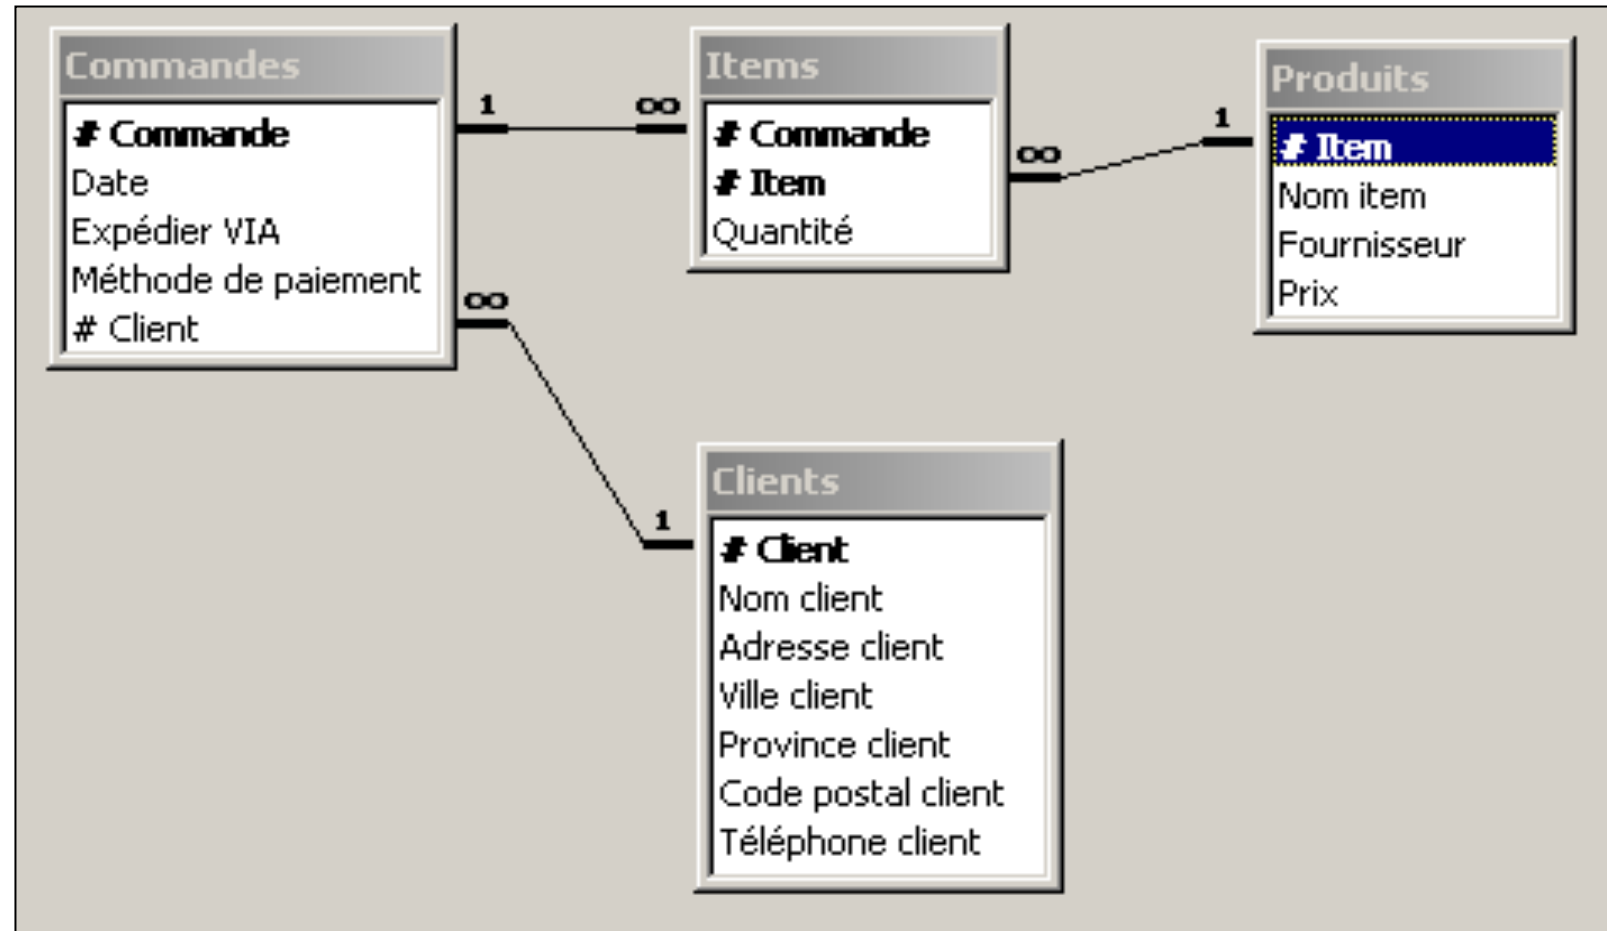 Commandes
# Commande
Date
Expédier VIA
Méthode de paiement
# Client
1
∞
Items
# Commande
# Item
Quantité
∞
1
Produits
# Item
Nom item
Fournisseur
Prix
∞
1
Clients
# Client
Nom client
Adresse client
Ville client
Province client
Code postal client
Téléphone client